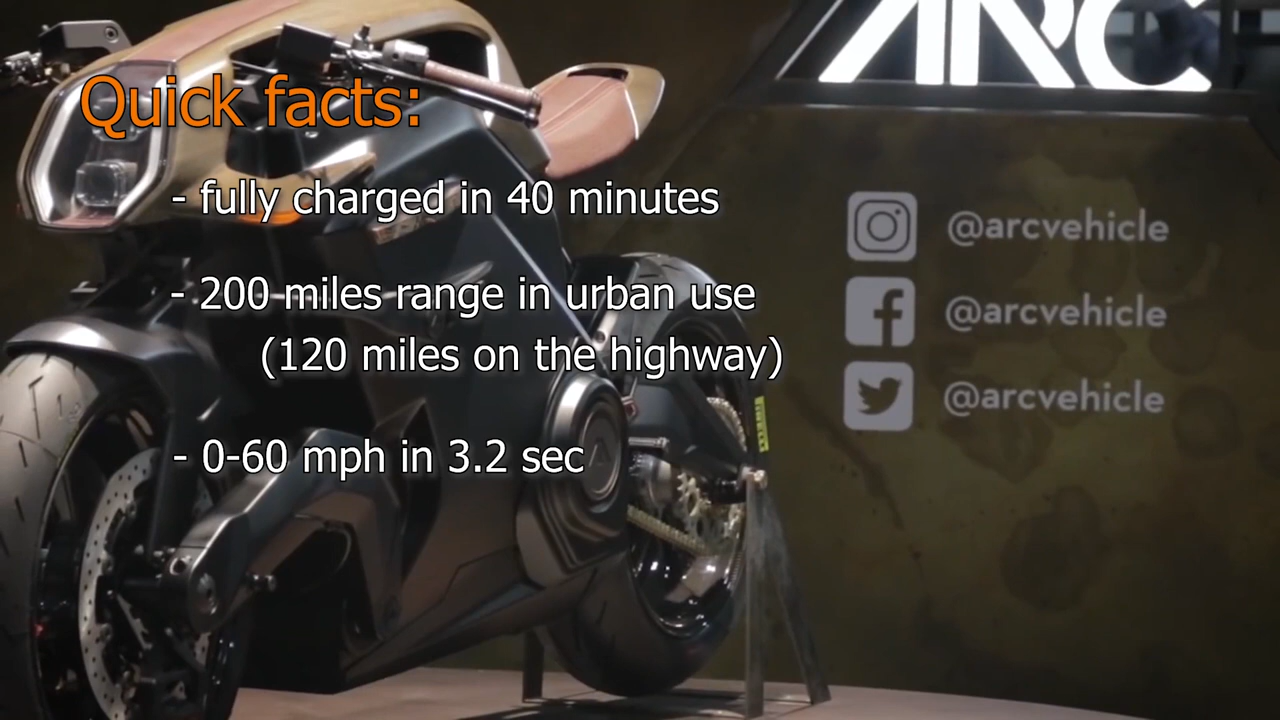 ARC
Quick facts:
- fully charged in 40 minutes
- 200 miles range in urban use
(120 miles on the highway)
- 0-60 mph in 3.2 sec
@arcvehicle
@arcvehicle
@arcvehicle